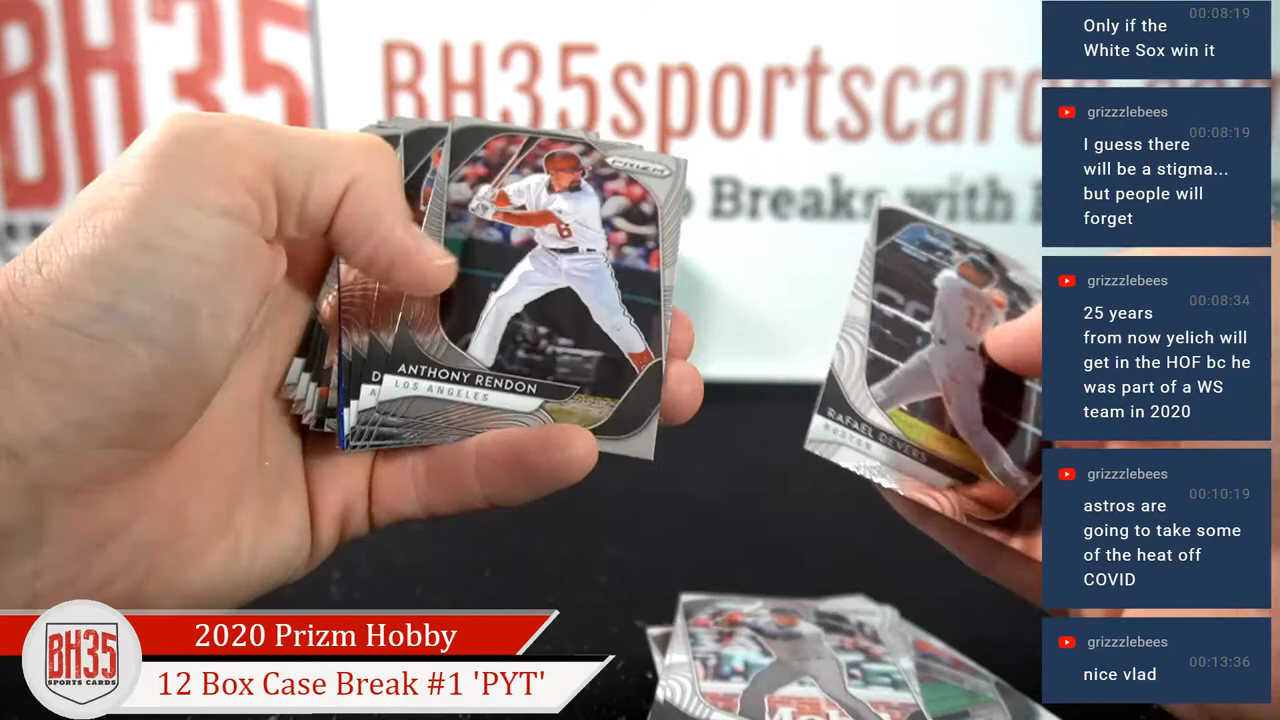 BH35
BH35sportscard
Breaks with
PRIZM
6
ANTHONY RENDON
LOS ANGELES
11
RAFAEL DEVERS
BOSTON
BH35
SPORTS CARDS
2020 Prizm Hobby
12 Box Case Break #1 'PYT'
00:08:19
Only if the
White Sox win it
grizzzlebees
00:08:19
I guess there
will be a stigma...
but people will
forget
grizzzlebees
00:08:34
25 years
from now yelich will
get in the HOF bc he
was part of a WS
team in 2020
grizzzlebees
00:10:19
astros are
going to take some
of the heat off
COVID
grizzzlebees
00:13:36
nice vlad